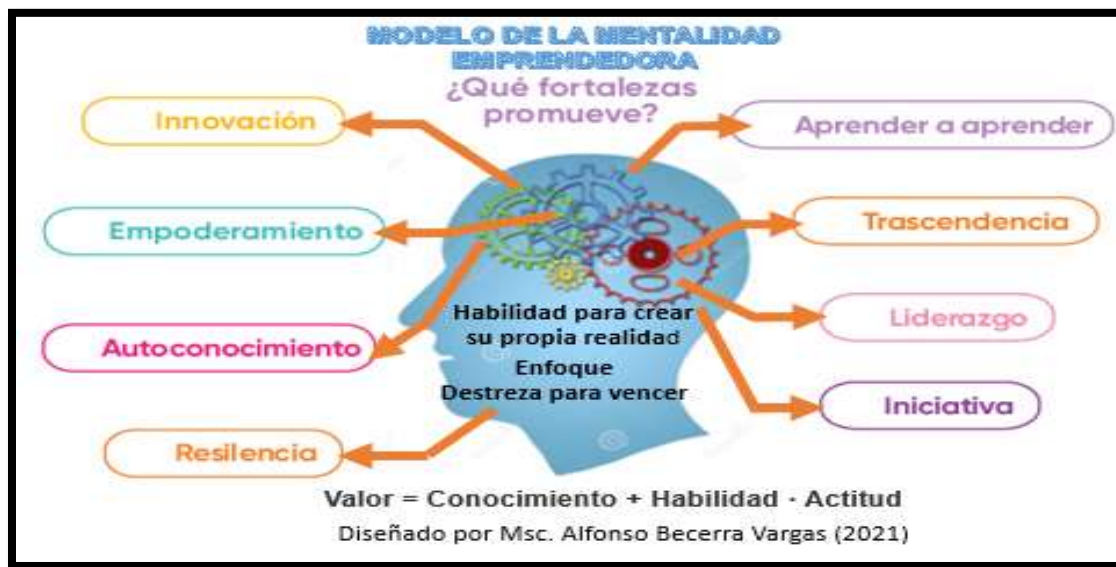 MODELO DE LA MENTALIDAD
EMPRENDEDORA
¿Qué fortalezas
promueve?
Innovación
Aprender a aprender
Empoderamiento
Trascendencia
Autoconocimiento
Liderazgo
Resilencia
Iniciativa
Habilidad para crear
su propia realidad
Enfoque
Destreza para vencer
Valor = Conocimiento + Habilidad · Actitud
Diseñado por Msc. Alfonso Becerra Vargas (2021)